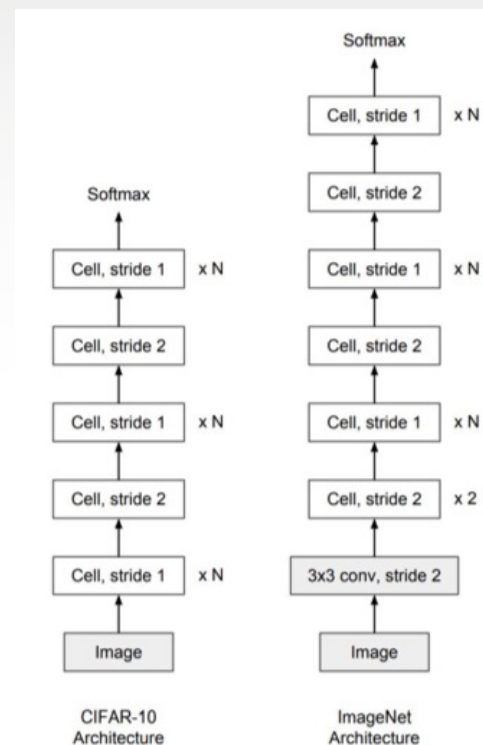 Softmax
Cell, stride 1 x N
Cell, stride 2
Cell, stride 1 x N
Cell, stride 2
Cell, stride 1 x N
Image
CIFAR-10
Architecture
Softmax
Cell, stride 1 x N
Cell, stride 2
Cell, stride 1 x N
Cell, stride 2
Cell, stride 1 x N
Cell, stride 2 x 2
3x3 conv, stride 2
Image
ImageNet
Architecture